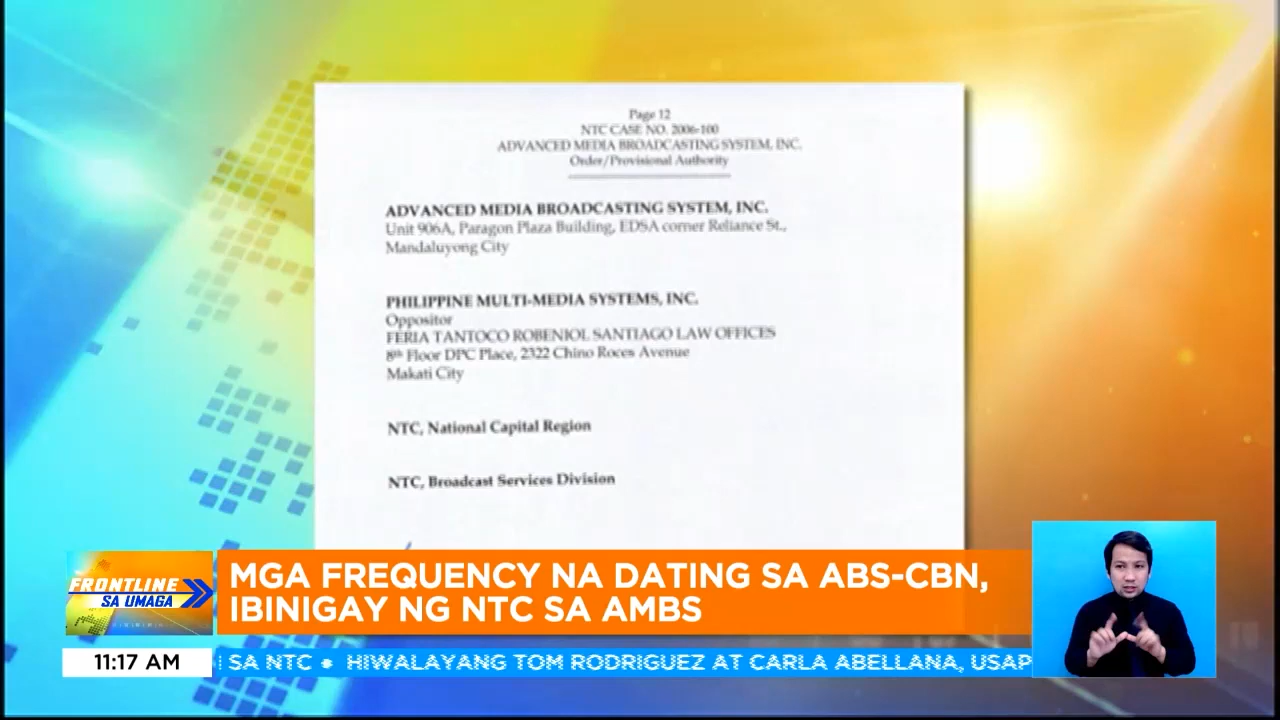 Page 12
NTC CASE NO. 2006-100
ADVANCED MEDIA BROADCASTING SYSTEM, INC.
Order/Provisional Authority
ADVANCED MEDIA BROADCASTING SYSTEM, INC.
Unit 906A, Paragon Plaza Building, EDSA corner Reliance St.,
Mandaluyong City
PHILIPPINE MULTI-MEDIA SYSTEMS, INC.
Oppositor
FERIA TANTOCO ROBENIOL SANTIAGO LAW OFFICES
8th Floor DPC Place, 2322 Chino Roces Avenue
Makati City
NTC, National Capital Region
NTC, Broadcast Services Division
FRONTLINE
SA UMAGA
MGA FREQUENCY NA DATING SA ABS-CBN,
IBINIGAY NG NTC SA AMBS
11:17 AM
SA NTC HIWALAYANG TOM RODRIGUEZ AT CARLA ABELLANA, USAP